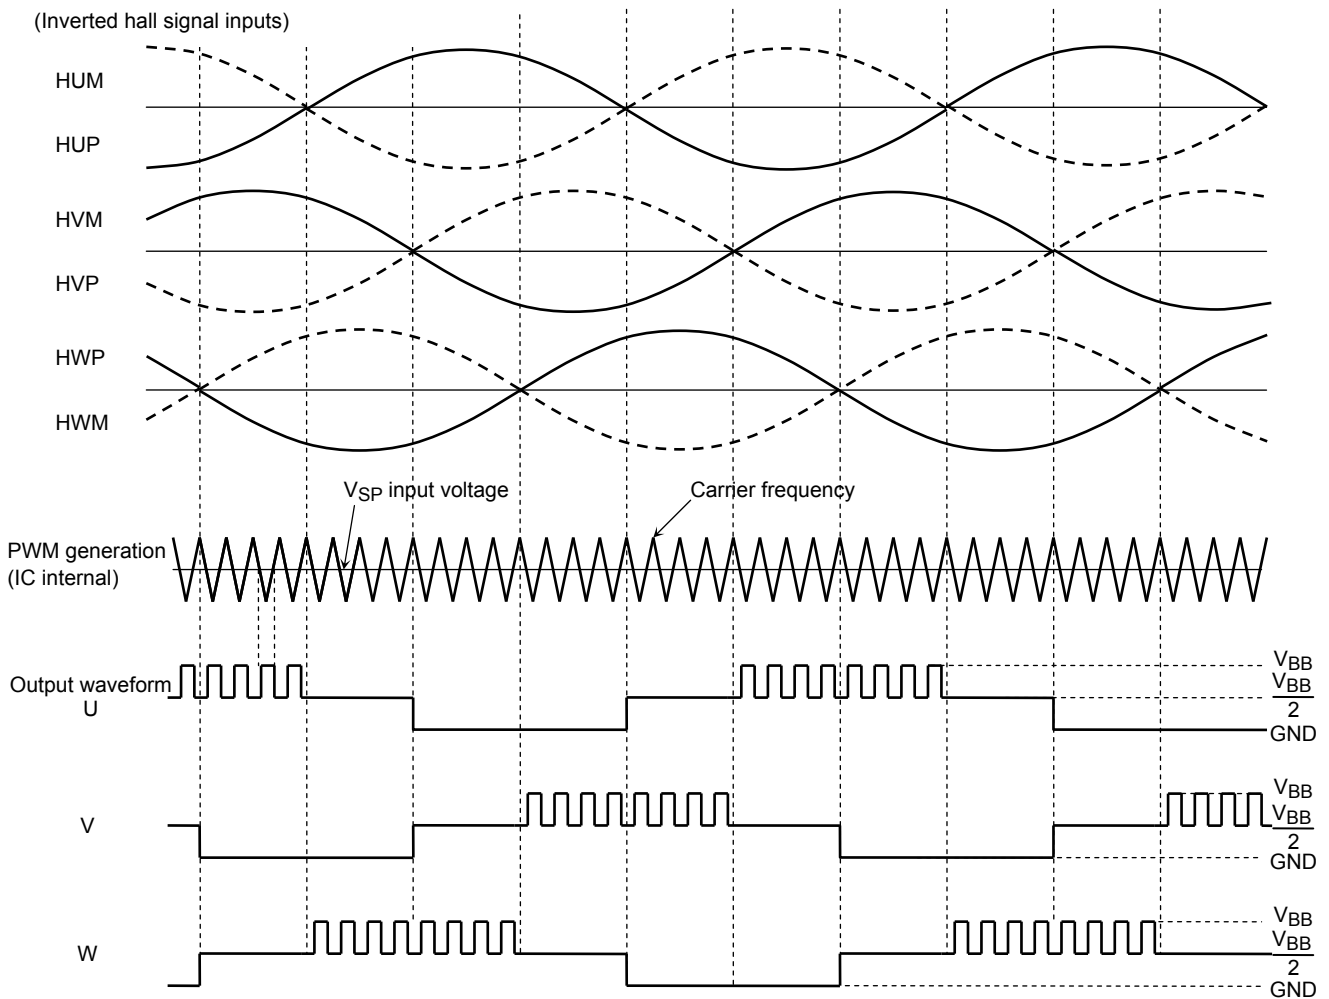 (Inverted hall signal inputs)
HUM
HUP
HVM
HVP
HWP
HWM
VSP input voltage
Carrier frequency
PWM generation
(IC internal)
Output waveform
U
VBB
VBB
2
GND
V
VBB
VBB
2
GND
W
VBB
VBB
2
GND